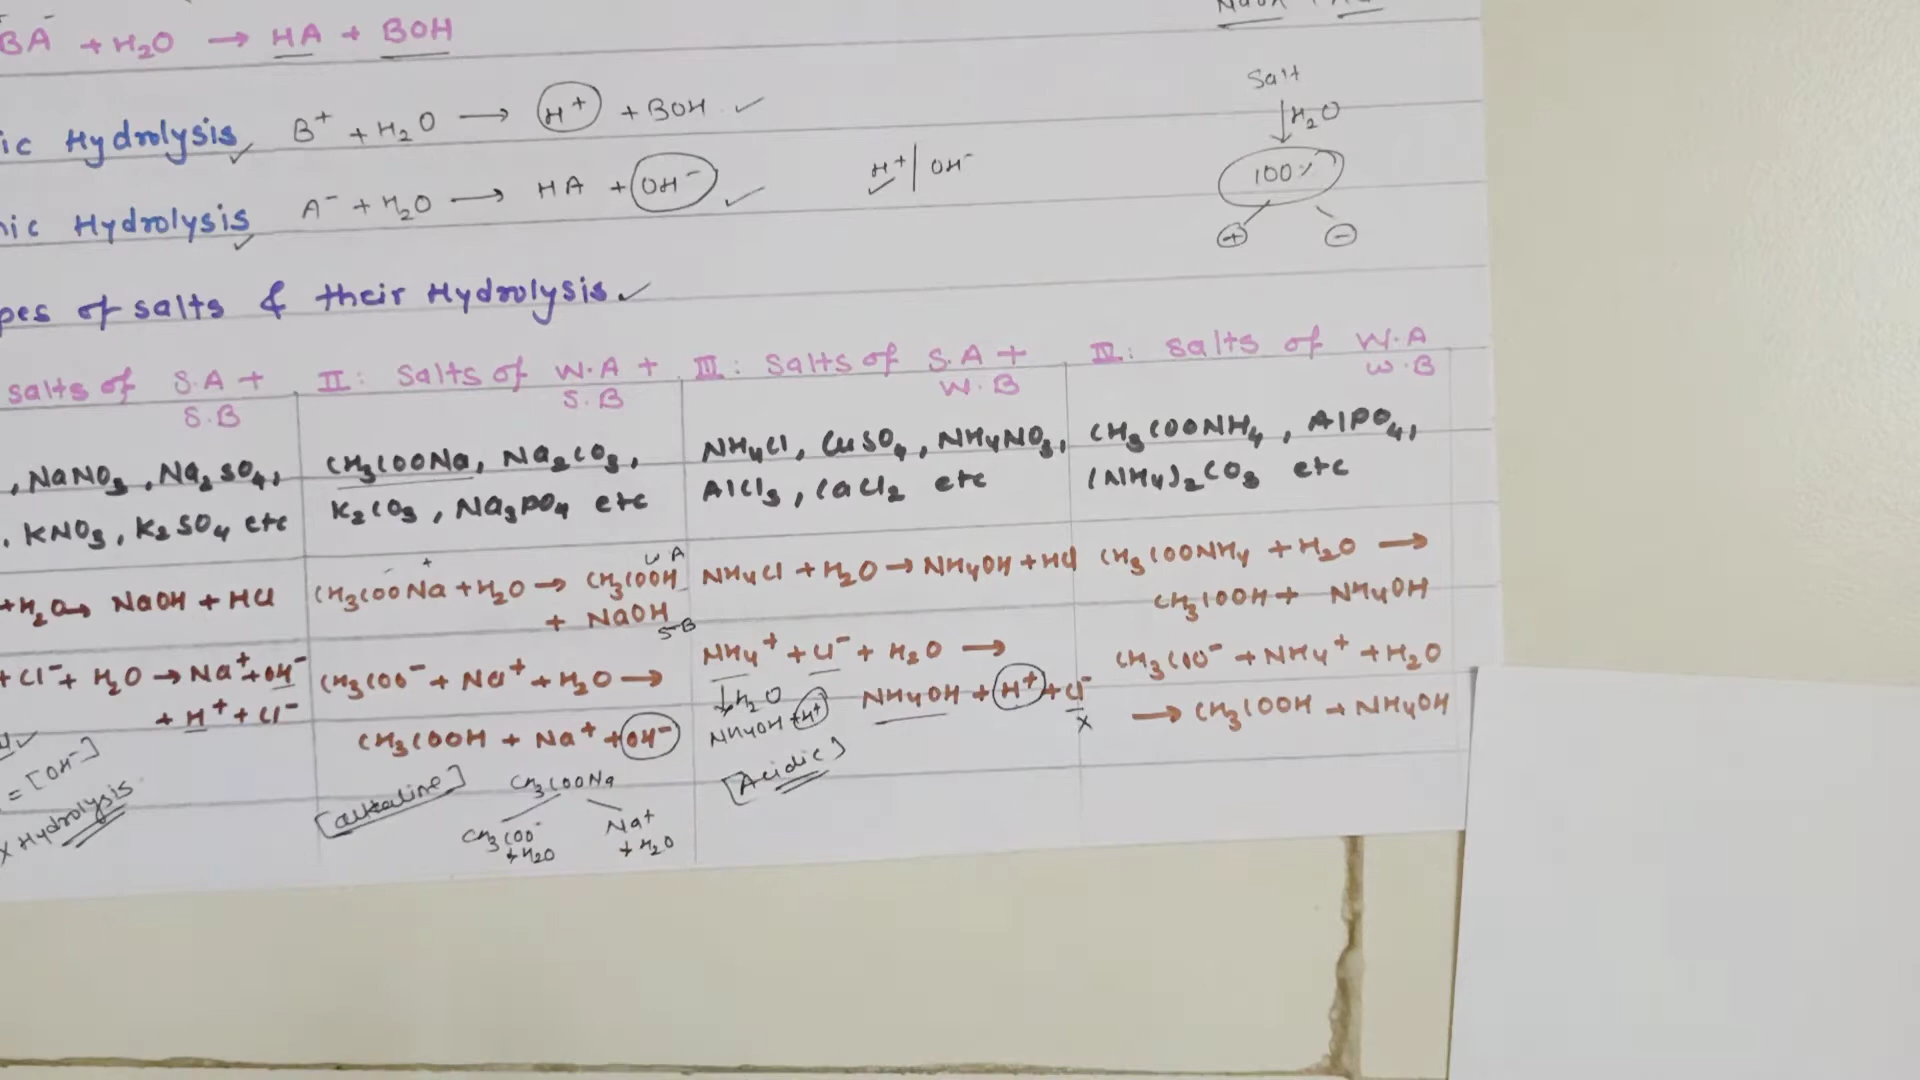 BA + H₂O → HA + BOH
Salt
↓H₂O
100%
+ −
ic Hydrolysis B⁺ + H₂O → H⁺ + BOH ✓
nic Hydrolysis A⁻ + H₂O → HA + OH⁻ ✓
H⁺ | OH⁻
pes of salts & their Hydrolysis ✓
salts of S.A + S.B
, NaNO₃, Na₂SO₄,
. KNO₃, K₂SO₄ etc
+H₂O → NaOH + HCl
+ Cl⁻ + H₂O → Na⁺ + OH⁻
+ H⁺ + Cl⁻
= [OH⁻]
x Hydrolysis
II: Salts of W.A + S.B
CH₃COONa, Na₂CO₃,
K₂CO₃, Na₃PO₄ etc
CH₃COONa + H₂O → CH₃COOH W A
+ NaOH S B
CH₃COO⁻ + Na⁺ + H₂O →
CH₃COOH + Na⁺ + OH⁻
[alkaline]
CH₃COONa
CH₃COO⁻ Na⁺
+ H₂O + H₂O
III: Salts of S.A + W.B
NH₄Cl, CuSO₄, NH₄NO₃,
AlCl₃, CaCl₂ etc
NH₄Cl + H₂O → NH₄OH + HCl
NH₄⁺ + Cl⁻ + H₂O →
NH₄OH + H⁺ + Cl⁻
x
↓H₂O
NH₄OH + H⁺
[Acidic]
IV: Salts of W.A W.B
CH₃COONH₄, AlPO₄,
(NH₄)₂CO₃ etc
CH₃COONH₄ + H₂O →
CH₃COOH + NH₄OH
CH₃COO⁻ + NH₄⁺ + H₂O
→ CH₃COOH + NH₄OH